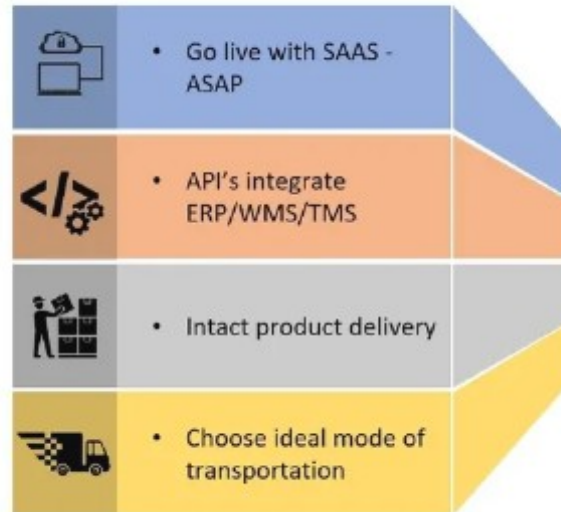 • Go live with SAAS -
ASAP
• API's integrate
ERP/WMS/TMS
• Intact product delivery
• Choose ideal mode of
transportation